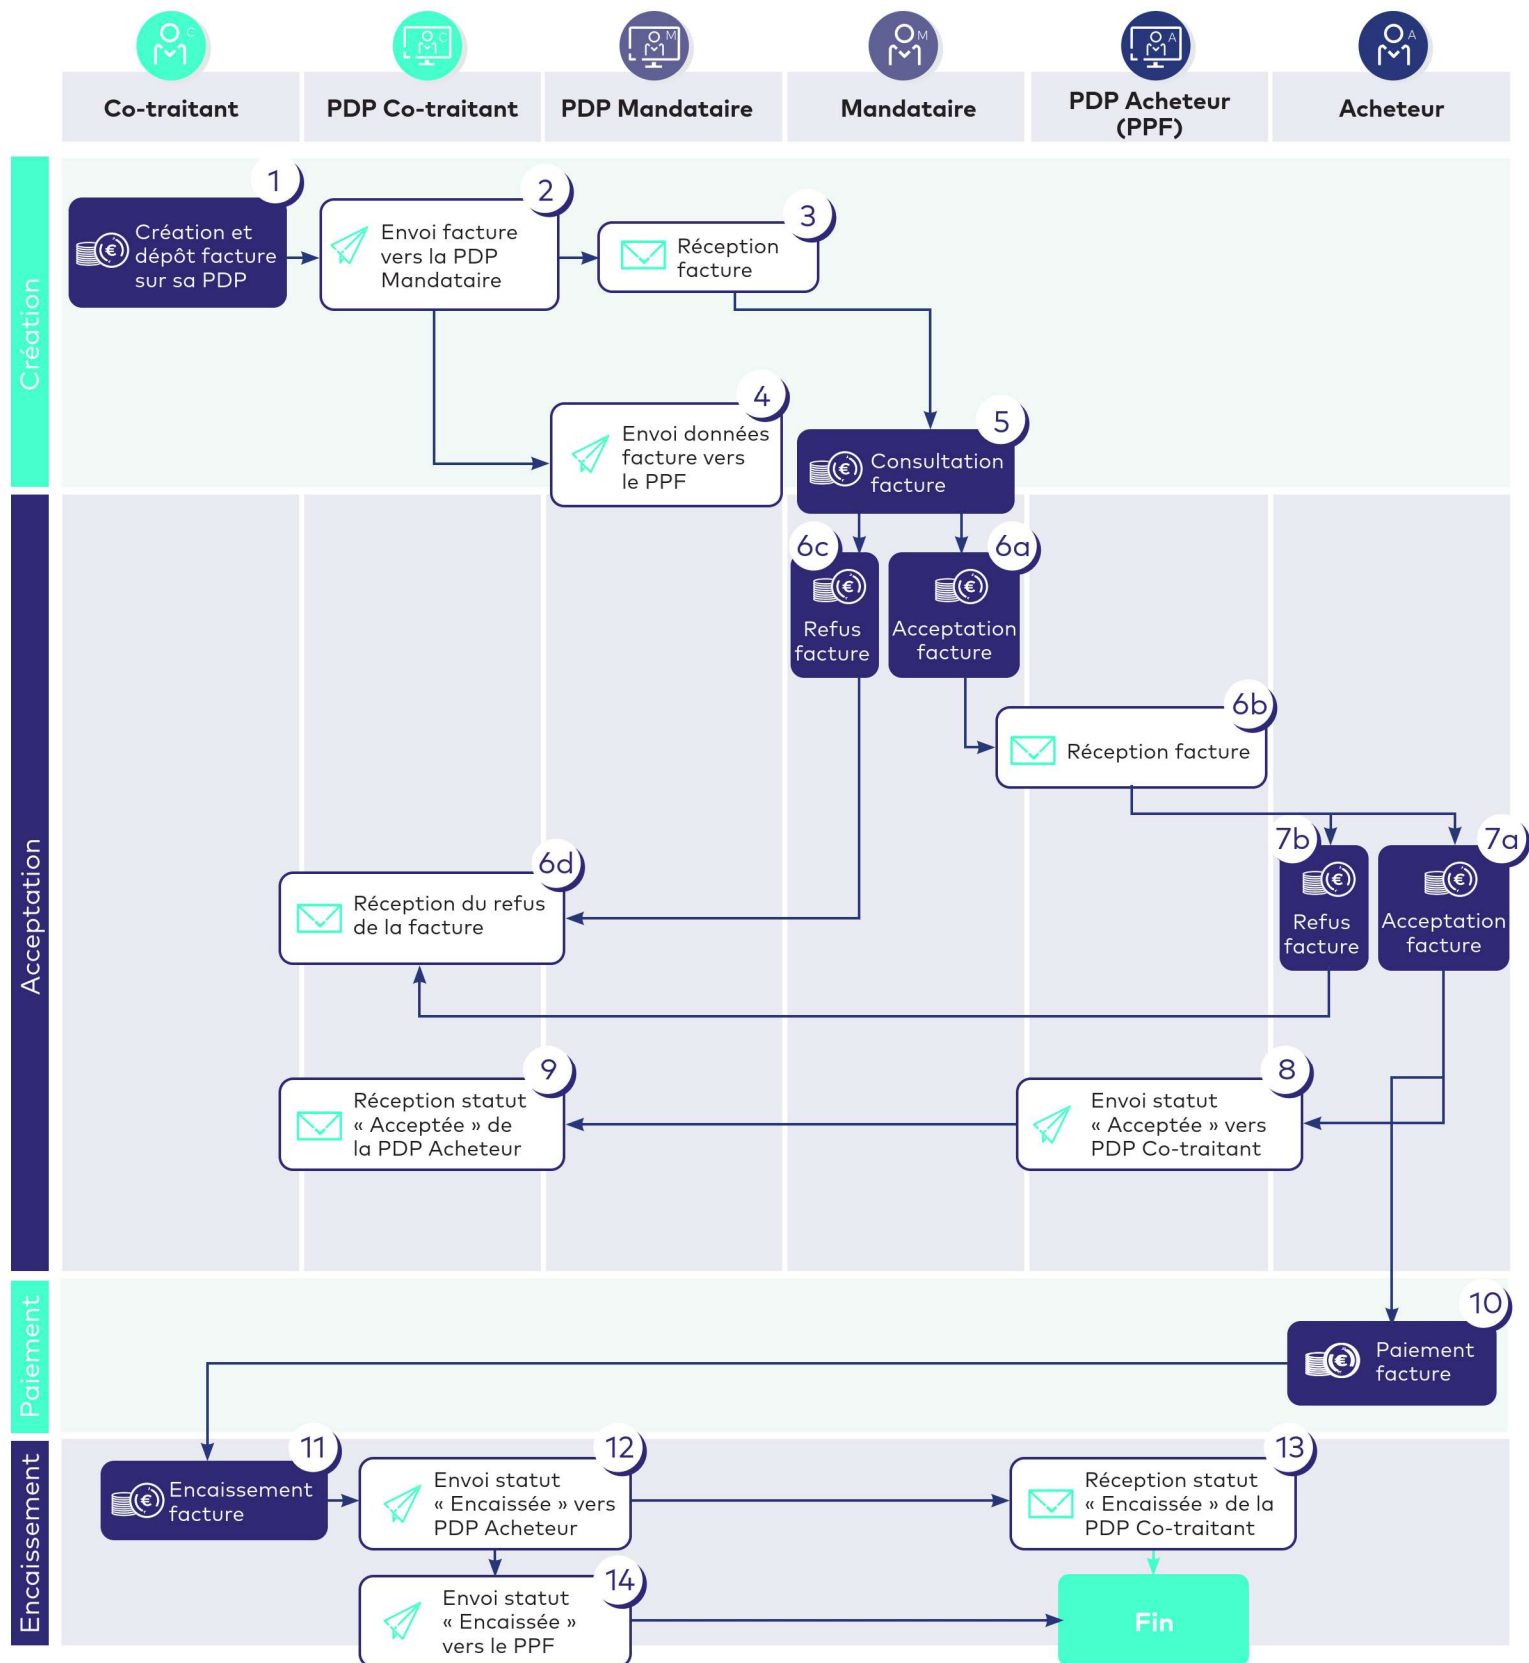 C
C
M
M
A
A
Co-traitant
PDP Co-traitant
PDP Mandataire
Mandataire
PDP Acheteur
(PPF)
Acheteur
Création
1
Création et
dépôt facture
sur sa PDP
2
Envoi facture
vers la PDP
Mandataire
3
Réception
facture
4
Envoi données
facture vers
le PPF
5
Consultation
facture
Acceptation
6c
Refus
facture
6a
Acceptation
facture
6b
Réception facture
7b
Refus
facture
7a
Acceptation
facture
6d
Réception du refus
de la facture
9
Réception statut
« Acceptée » de
la PDP Acheteur
8
Envoi statut
« Acceptée » vers
PDP Co-traitant
Paiement
10
Paiement
facture
Encaissement
11
Encaissement
facture
12
Envoi statut
« Encaissée » vers
PDP Acheteur
13
Réception statut
« Encaissée » de la
PDP Co-traitant
14
Envoi statut
« Encaissée »
vers le PPF
Fin